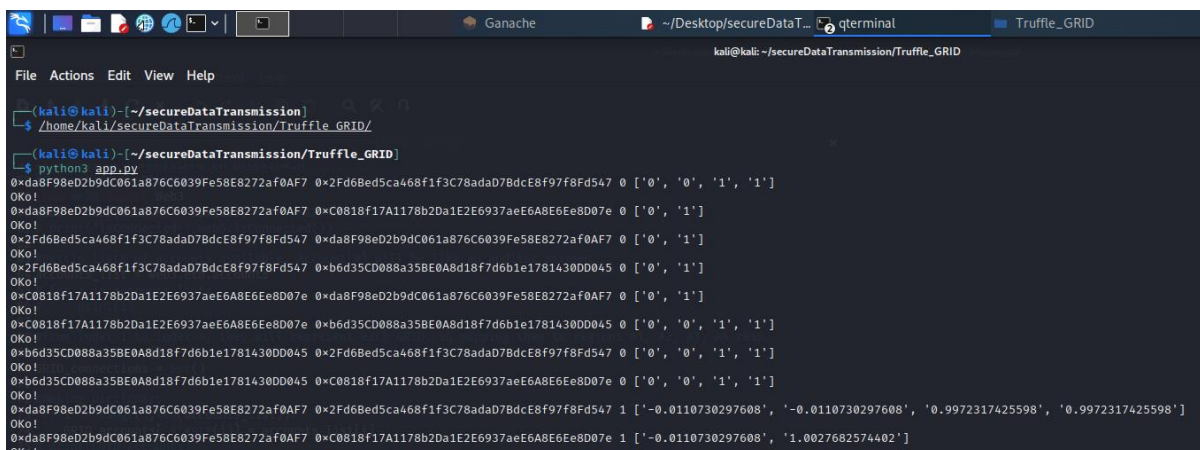 Ganache
~/Desktop/secureDataT...
qterminal
Truffle_GRID
kali@kali: ~/secureDataTransmission/Truffle_GRID
File Actions Edit View Help
(kali㉿kali)-[~/secureDataTransmission]
$ /home/kali/secureDataTransmission/Truffle_GRID/
(kali㉿kali)-[~/secureDataTransmission/Truffle_GRID]
$ python3 app.py
0×da8F98eD2b9dC061a876C6039Fe58E8272af0AF7 0×2Fd6Bed5ca468f1f3C78adaD7BdcE8f97f8Fd547 0 ['0', '0', '1', '1']
OKo!
0×da8F98eD2b9dC061a876C6039Fe58E8272af0AF7 0×C0818f17A1178b2Da1E2E6937aeE6A8E6Ee8D07e 0 ['0', '1']
OKo!
0×2Fd6Bed5ca468f1f3C78adaD7BdcE8f97f8Fd547 0×da8F98eD2b9dC061a876C6039Fe58E8272af0AF7 0 ['0', '1']
OKo!
0×2Fd6Bed5ca468f1f3C78adaD7BdcE8f97f8Fd547 0×b6d35CD088a35BE0A8d18f7d6b1e1781430DD045 0 ['0', '1']
OKo!
0×C0818f17A1178b2Da1E2E6937aeE6A8E6Ee8D07e 0×da8F98eD2b9dC061a876C6039Fe58E8272af0AF7 0 ['0', '1']
OKo!
0×C0818f17A1178b2Da1E2E6937aeE6A8E6Ee8D07e 0×b6d35CD088a35BE0A8d18f7d6b1e1781430DD045 0 ['0', '0', '1', '1']
OKo!
0×b6d35CD088a35BE0A8d18f7d6b1e1781430DD045 0×2Fd6Bed5ca468f1f3C78adaD7BdcE8f97f8Fd547 0 ['0', '0', '1', '1']
OKo!
0×b6d35CD088a35BE0A8d18f7d6b1e1781430DD045 0×C0818f17A1178b2Da1E2E6937aeE6A8E6Ee8D07e 0 ['0', '0', '1', '1']
OKo!
0×da8F98eD2b9dC061a876C6039Fe58E8272af0AF7 0×2Fd6Bed5ca468f1f3C78adaD7BdcE8f97f8Fd547 1 ['-0.0110730297608', '-0.0110730297608', '0.9972317425598', '0.9972317425598']
OKo!
0×da8F98eD2b9dC061a876C6039Fe58E8272af0AF7 0×C0818f17A1178b2Da1E2E6937aeE6A8E6Ee8D07e 1 ['-0.0110730297608', '1.0027682574402']